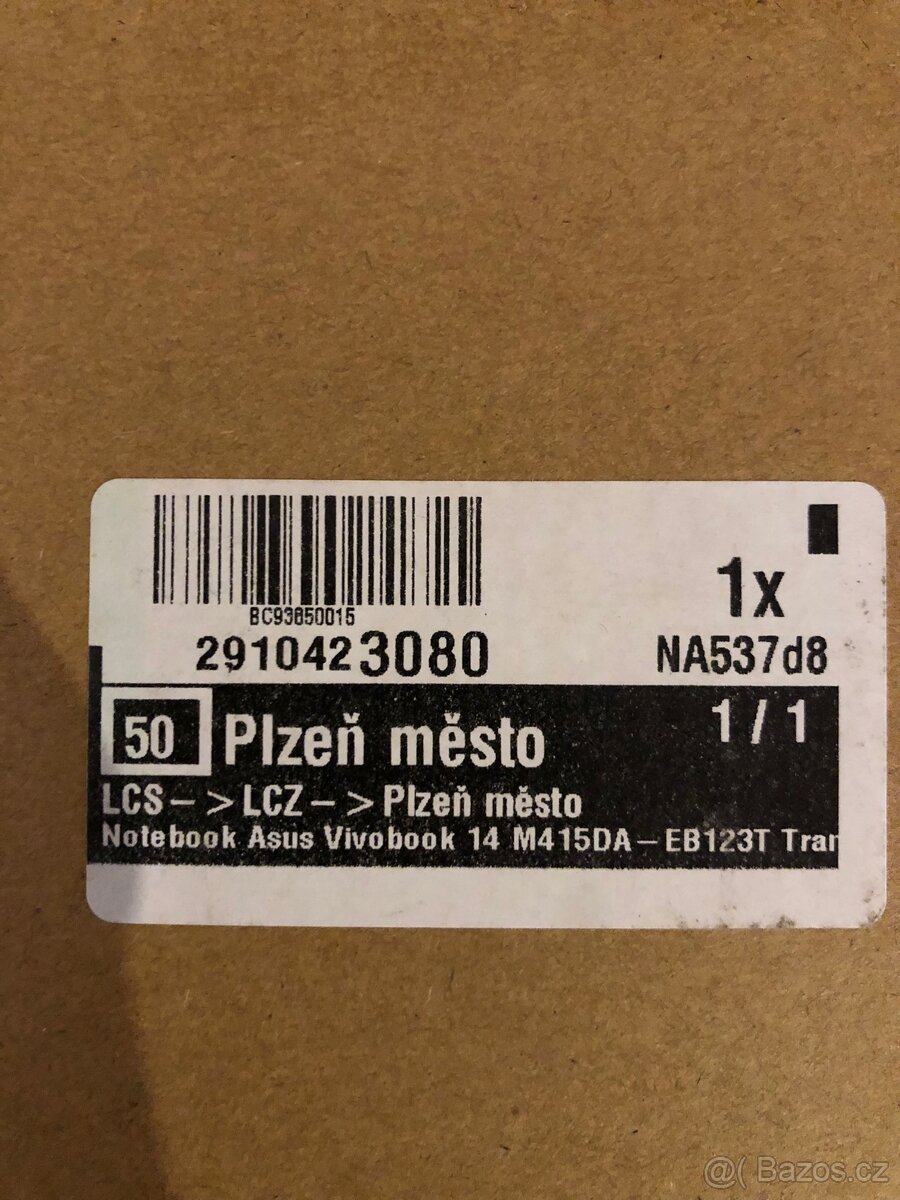 BC93850015
1x
2910423080
NA537d8
50 Plzeň město 1/1
LCS->LCZ->Plzeň město
Notebook Asus Vivobook 14 M415DA-EB123T Tran
@( Bazos.cz